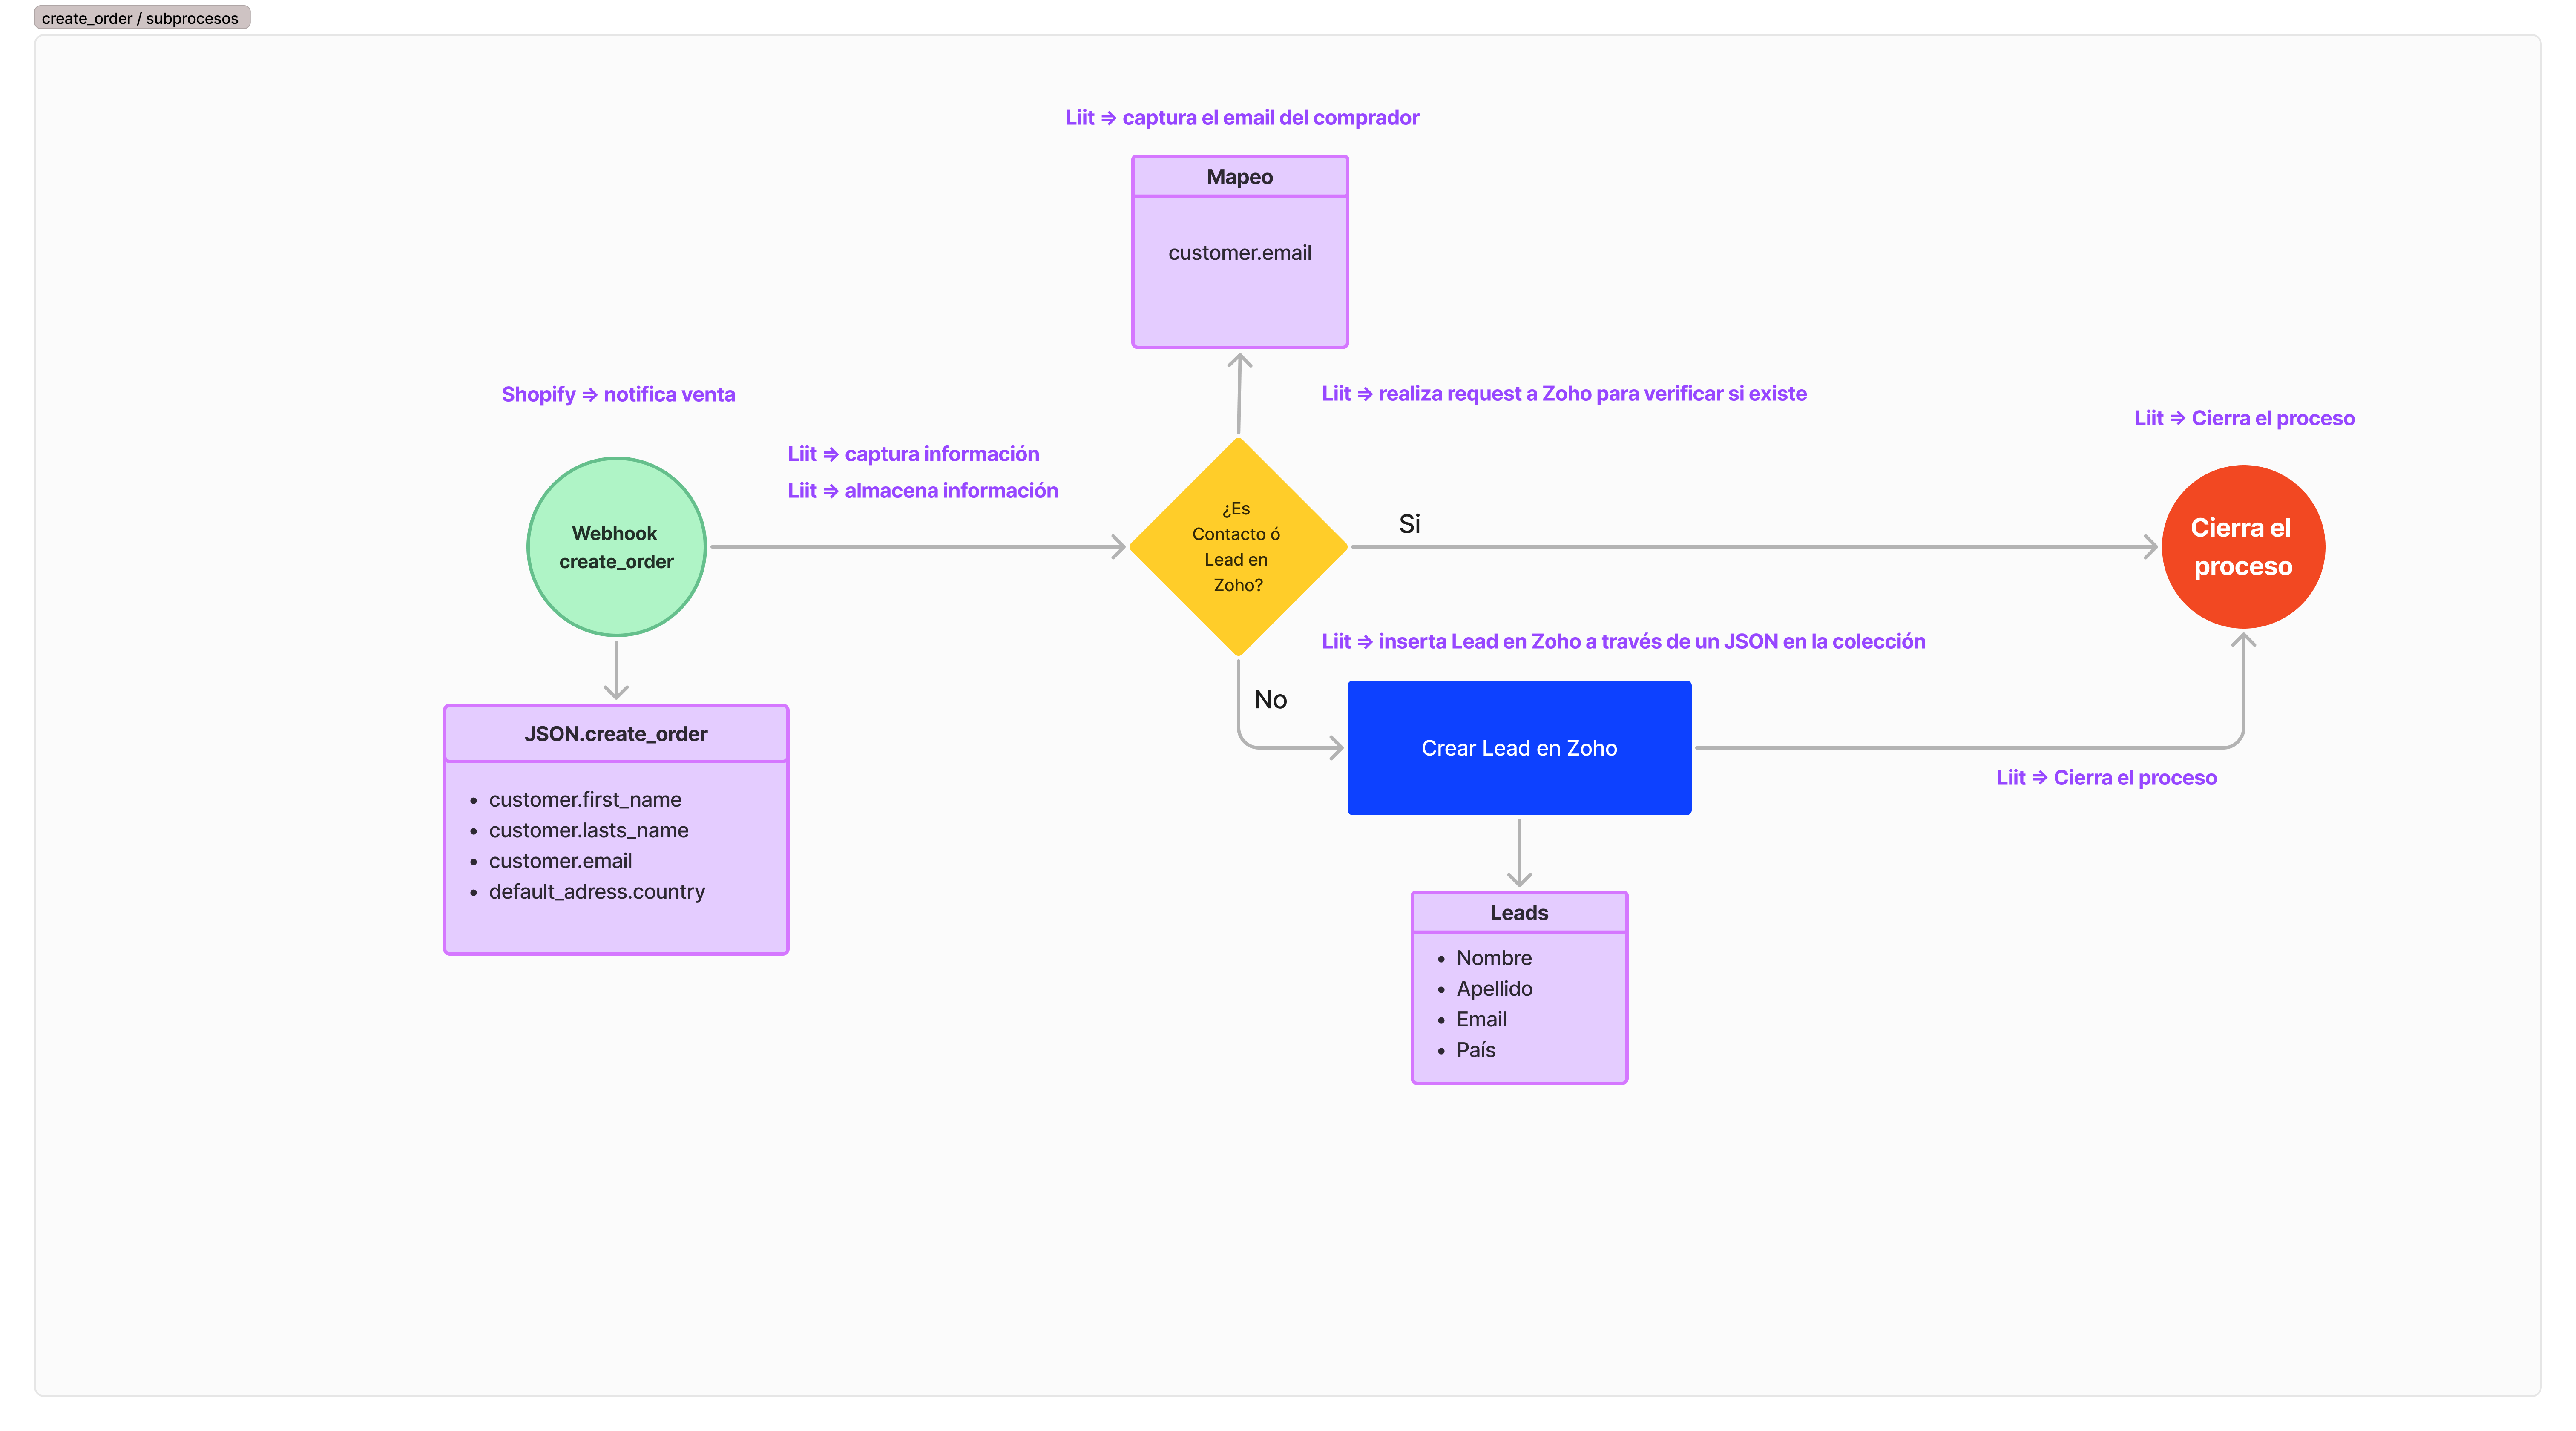 create_order / subprocesos
Liit => captura el email del comprador
Mapeo
customer.email
Shopify => notifica venta
Liit => realiza request a Zoho para verificar si existe
Liit => Cierra el proceso
Liit => captura información
Liit => almacena información
Webhook
create_order
¿Es
Contacto ó
Lead en
Zoho?
Si
Cierra el
proceso
Liit => inserta Lead en Zoho a través de un JSON en la colección
No
Crear Lead en Zoho
Liit => Cierra el proceso
JSON.create_order
• customer.first_name
• customer.lasts_name
• customer.email
• default_adress.country
Leads
• Nombre
• Apellido
• Email
• País